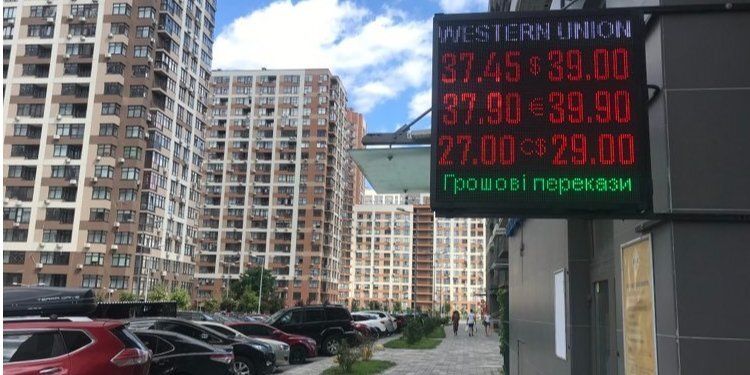 WESTERN UNION
37.45 $ 39.00
37.90 € 39.90
27.00 C$ 29.00
Грошові перекази